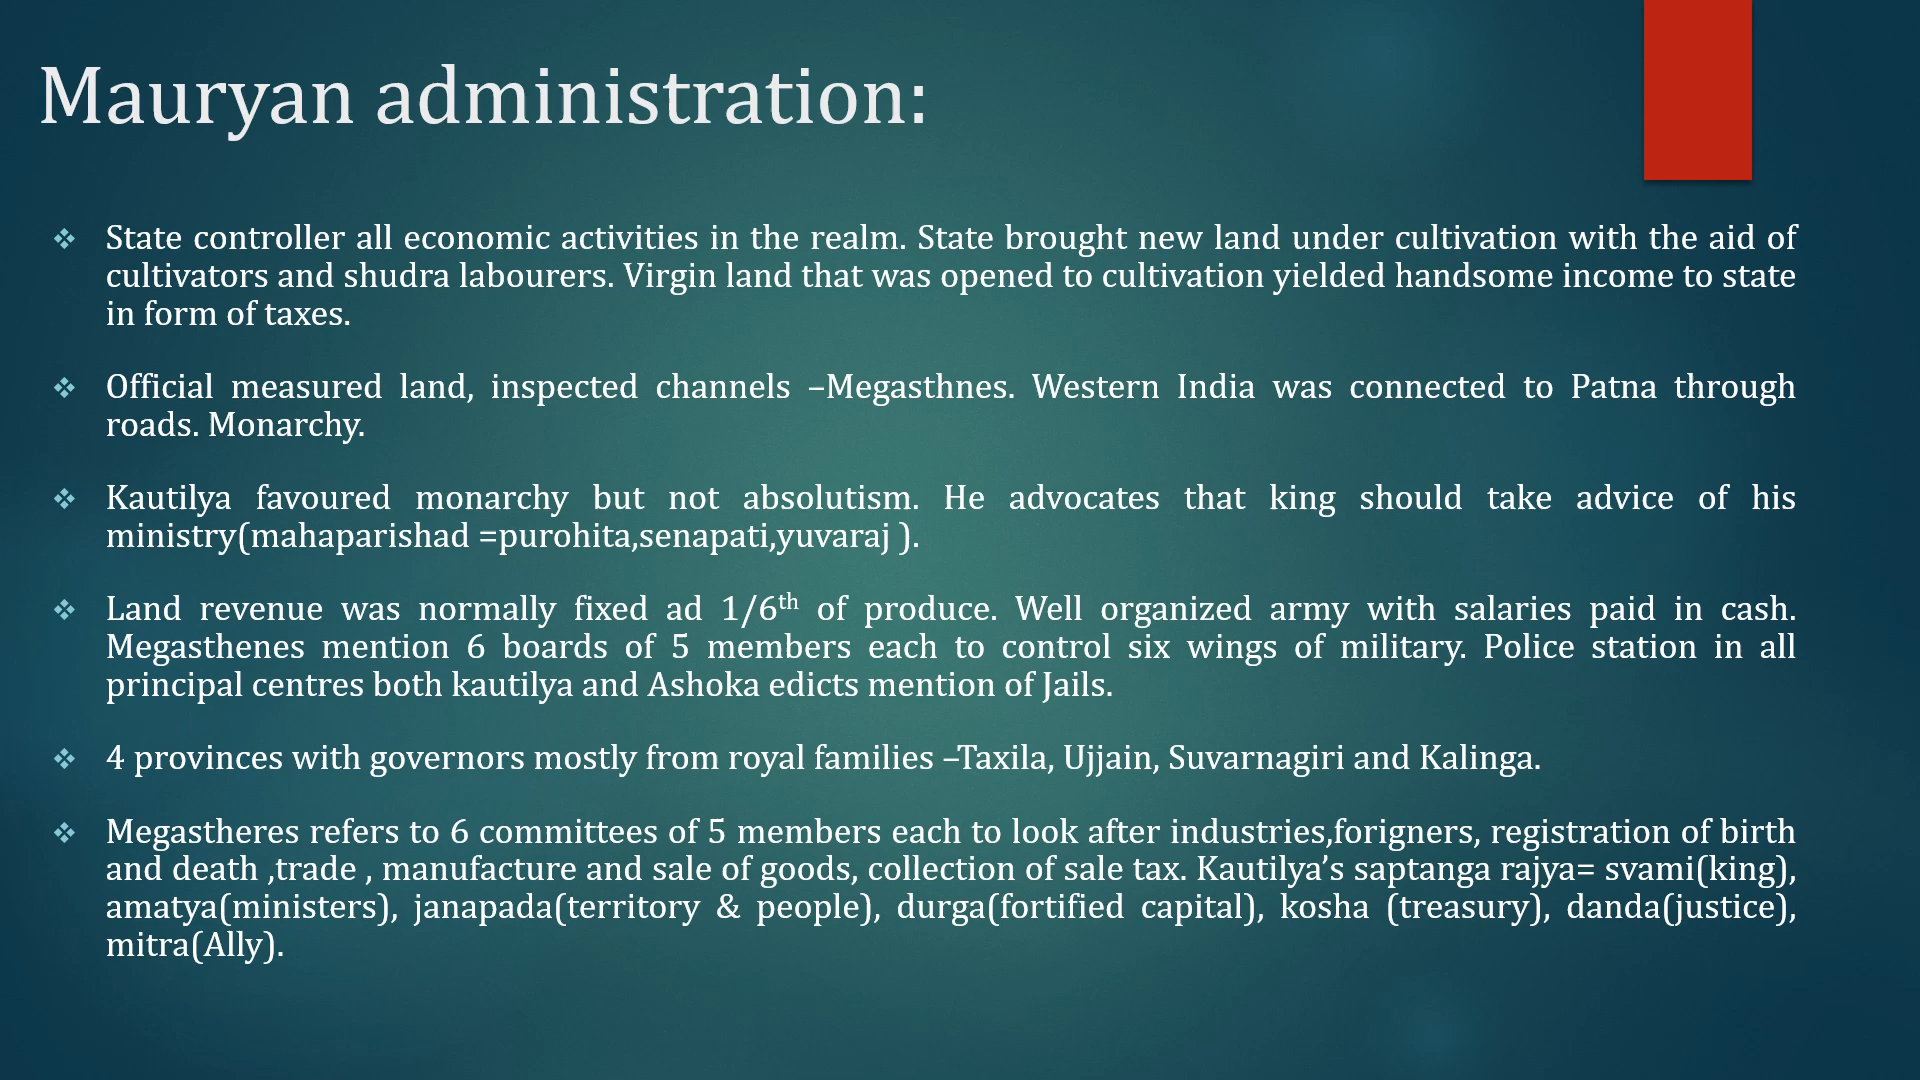 Mauryan administration:
❖ State controller all economic activities in the realm. State brought new land under cultivation with the aid of
cultivators and shudra labourers. Virgin land that was opened to cultivation yielded handsome income to state
in form of taxes.
❖ Official measured land, inspected channels –Megasthnes. Western India was connected to Patna through
roads. Monarchy.
❖ Kautilya favoured monarchy but not absolutism. He advocates that king should take advice of his
ministry(mahaparishad =purohita,senapati,yuvaraj ).
❖ Land revenue was normally fixed ad 1/6th of produce. Well organized army with salaries paid in cash.
Megasthenes mention 6 boards of 5 members each to control six wings of military. Police station in all
principal centres both kautilya and Ashoka edicts mention of Jails.
❖ 4 provinces with governors mostly from royal families –Taxila, Ujjain, Suvarnagiri and Kalinga.
❖ Megastheres refers to 6 committees of 5 members each to look after industries,forigners, registration of birth
and death ,trade , manufacture and sale of goods, collection of sale tax. Kautilya’s saptanga rajya= svami(king),
amatya(ministers), janapada(territory & people), durga(fortified capital), kosha (treasury), danda(justice),
mitra(Ally).